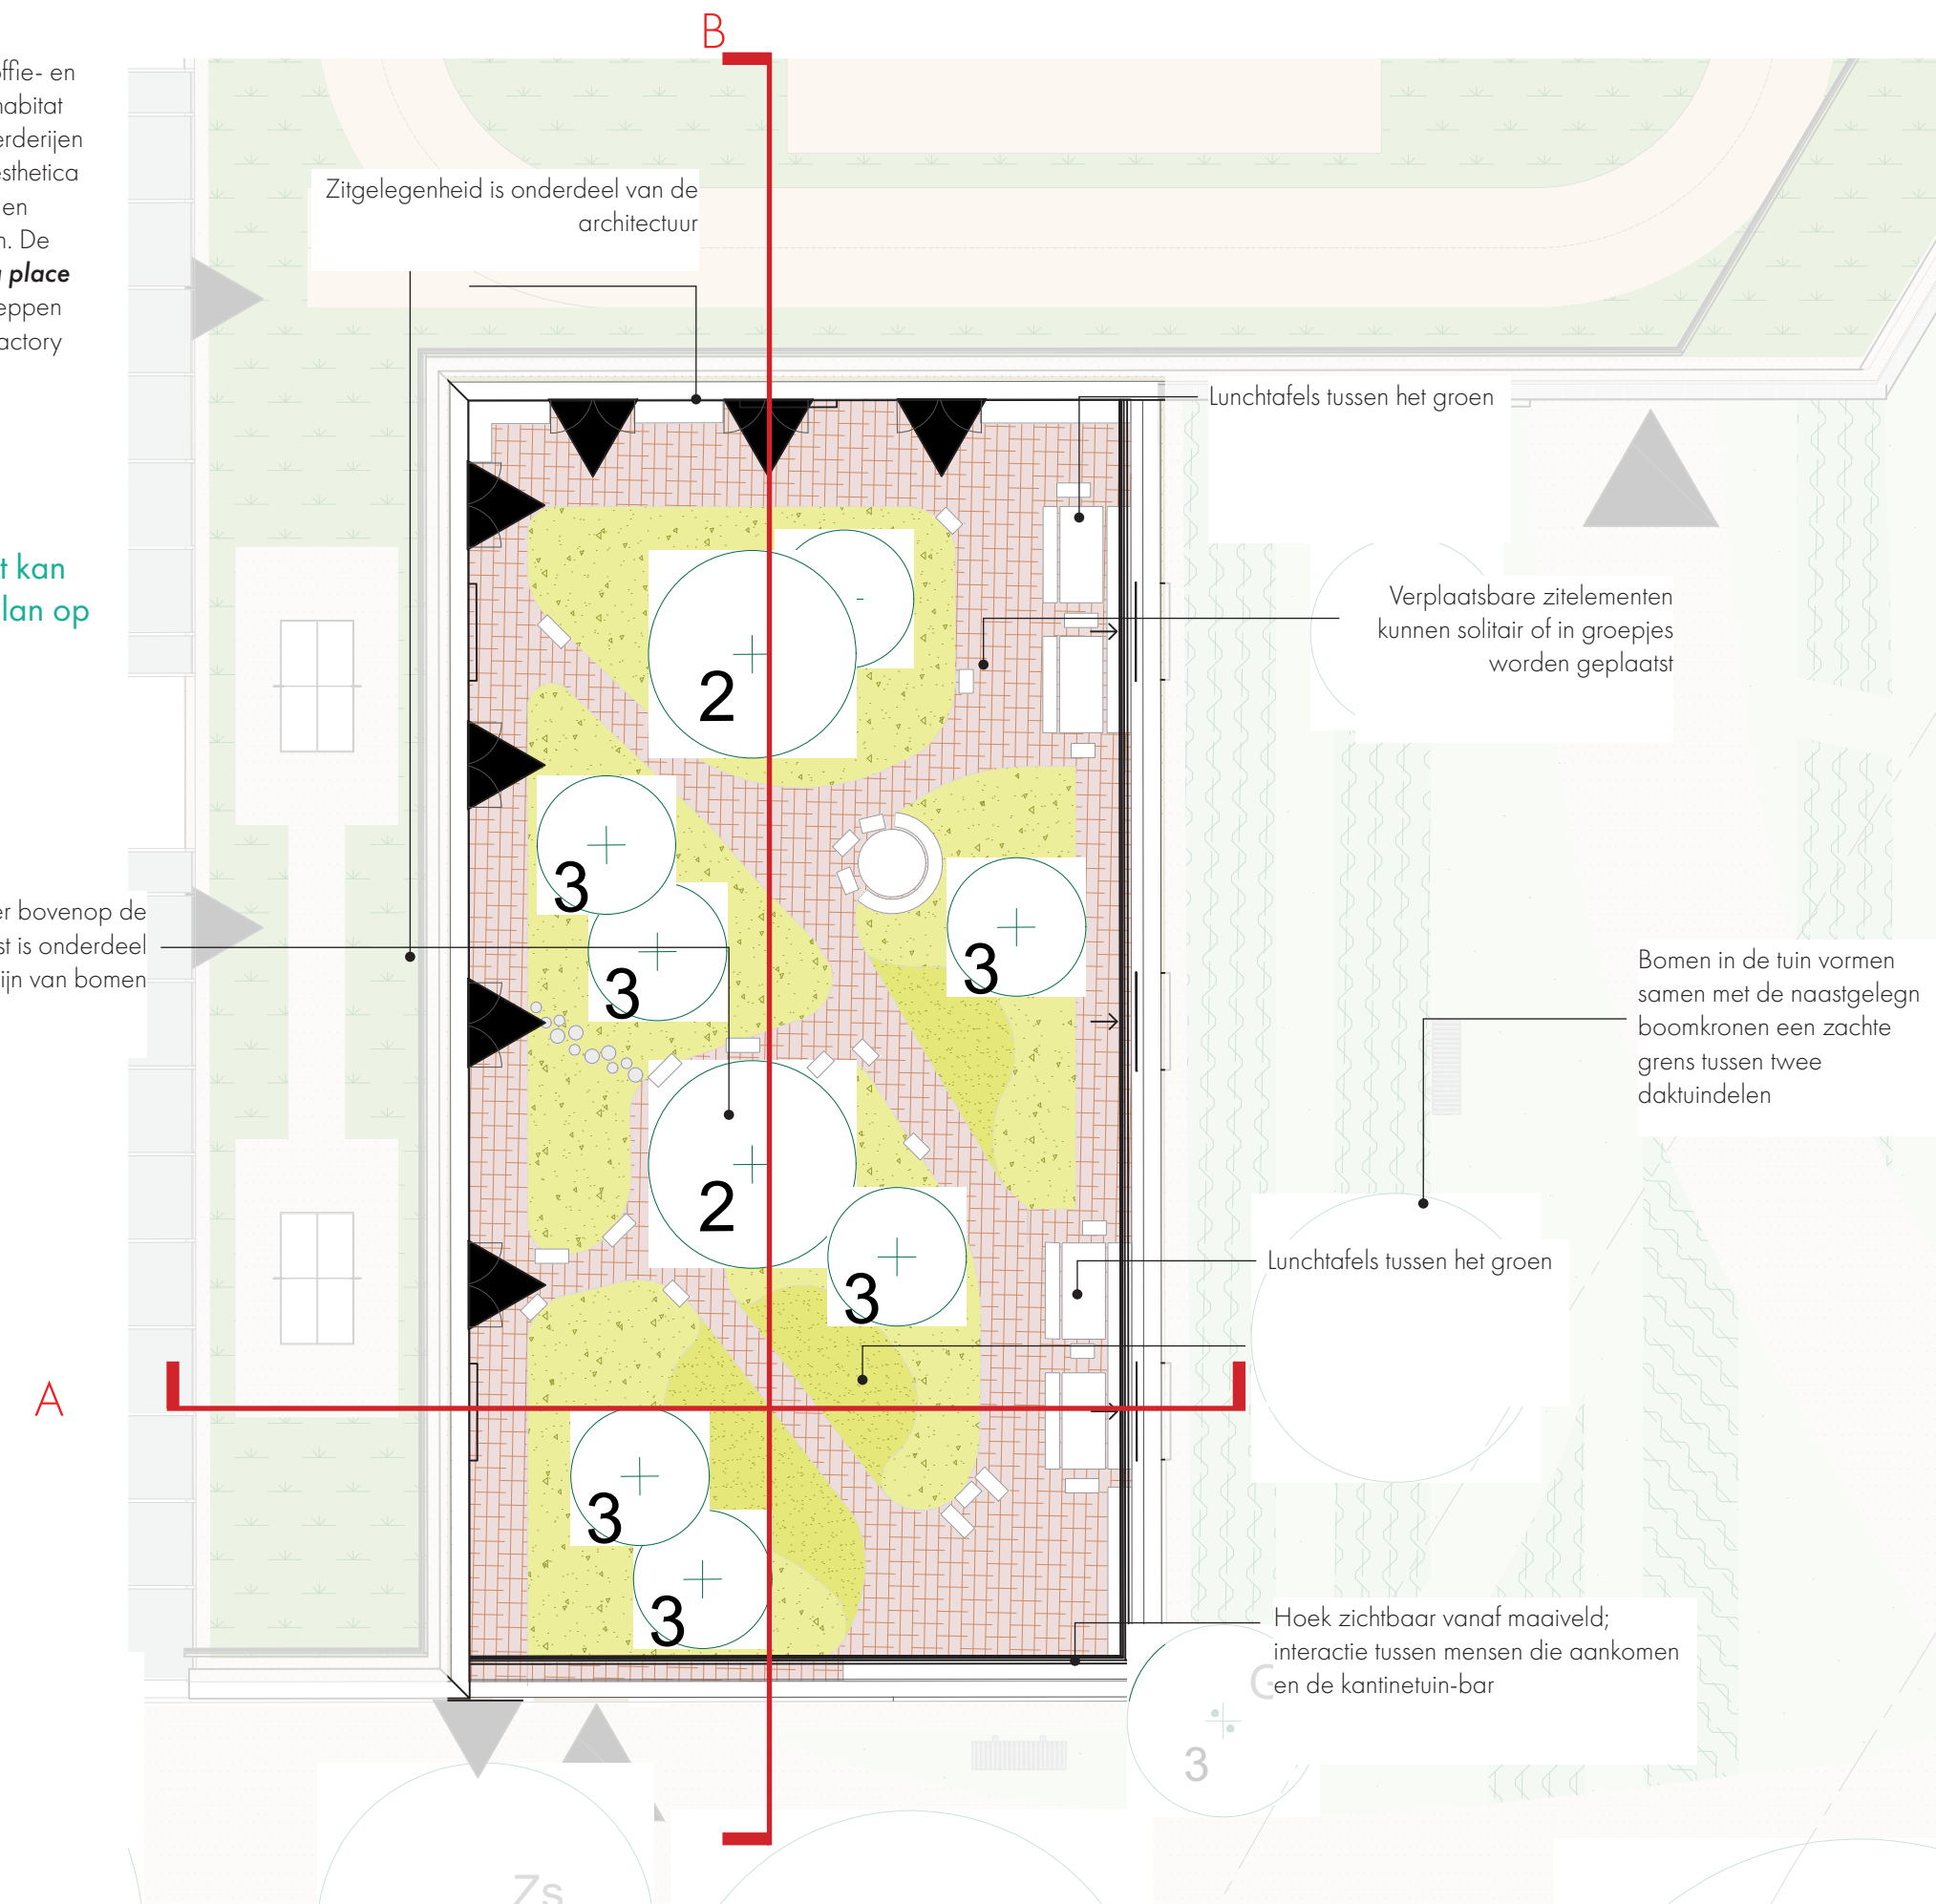 B
offie- en
habitat
erderijen
esthetica
en
n. De
place
eppen
actory
Zitgelegenheid is onderdeel van de
architectuur
Lunchtafels tussen het groen
t kan
lan op
Verplaatsbare zitelementen
kunnen solitair of in groepjes
worden geplaatst
2
3
3
3
er bovenop de
st is onderdeel
ijn van bomen
Bomen in de tuin vormen
samen met de naastgelegn
boomkronen een zachte
grens tussen twee
daktuindelen
2
3
Lunchtafels tussen het groen
A
3
3
Hoek zichtbaar vanaf maaiveld;
interactie tussen mensen die aankomen
en de kantinetuin-bar
G
3
Zs